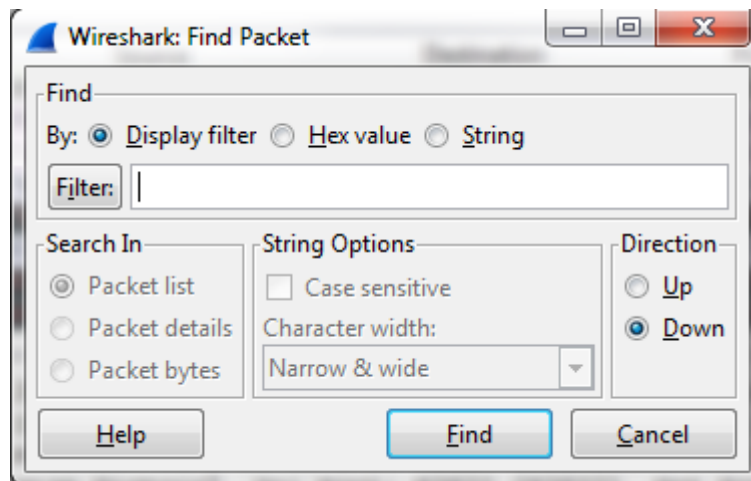 Wireshark: Find Packet
Find
By: Display filter Hex value String
Filter:
Search In
Packet list
Packet details
Packet bytes
String Options
Case sensitive
Character width:
Narrow & wide
Direction
Up
Down
Help Find Cancel